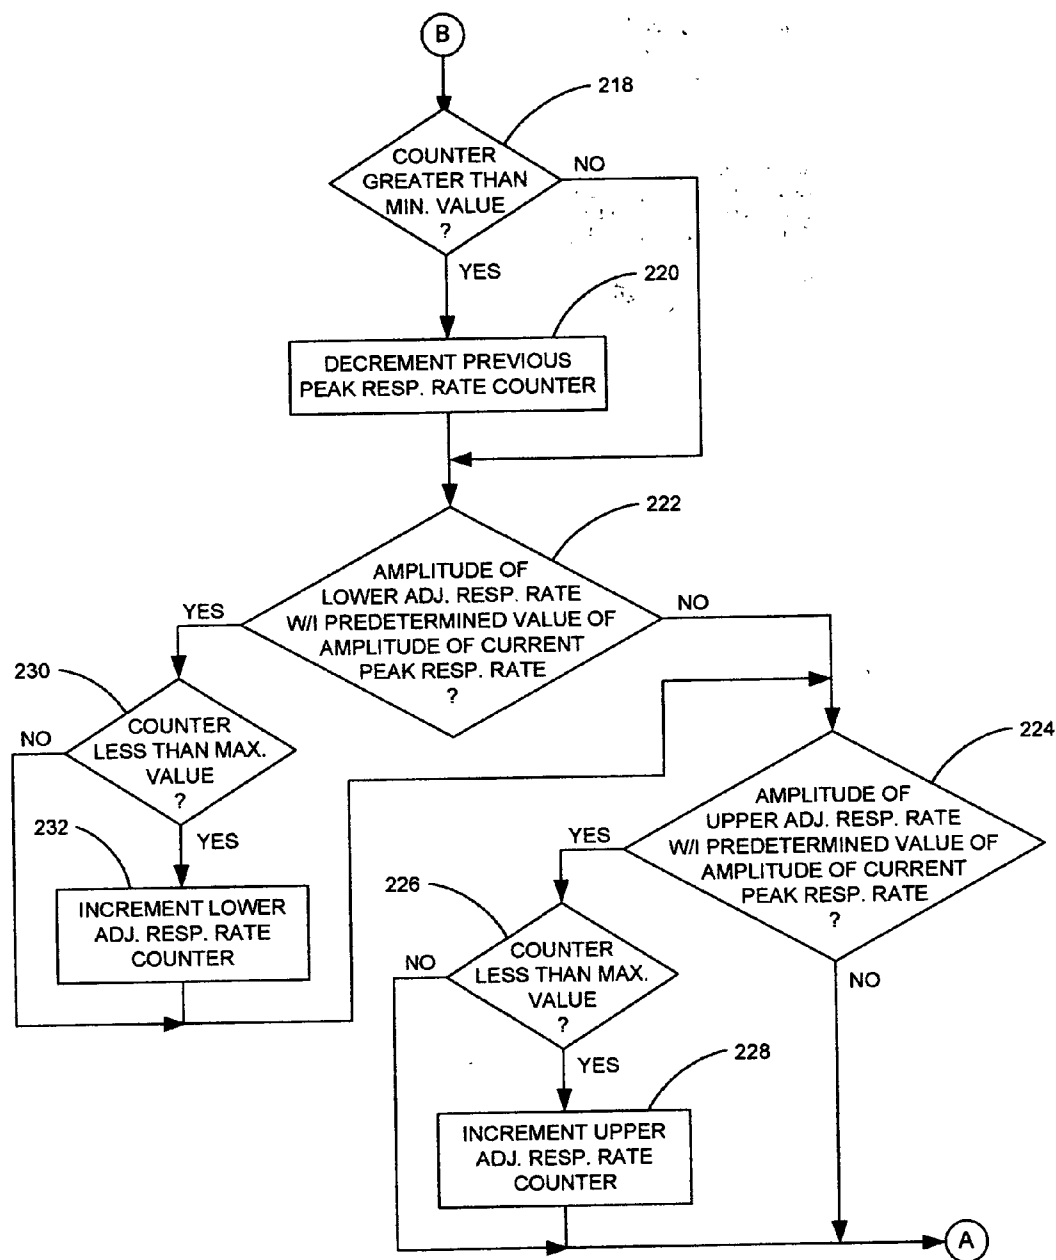 B
218
COUNTER
GREATER THAN
MIN. VALUE
?
NO
YES
220
DECREMENT PREVIOUS
PEAK RESP. RATE COUNTER
222
AMPLITUDE OF
LOWER ADJ. RESP. RATE
W/I PREDETERMINED VALUE OF
AMPLITUDE OF CURRENT
PEAK RESP. RATE
?
YES
NO
230
COUNTER
LESS THAN MAX.
VALUE
?
NO
YES
232
INCREMENT LOWER
ADJ. RESP. RATE
COUNTER
224
AMPLITUDE OF
UPPER ADJ. RESP. RATE
W/I PREDETERMINED VALUE OF
AMPLITUDE OF CURRENT
PEAK RESP. RATE
?
YES
NO
226
COUNTER
LESS THAN MAX.
VALUE
?
NO
YES
228
INCREMENT UPPER
ADJ. RESP. RATE
COUNTER
A